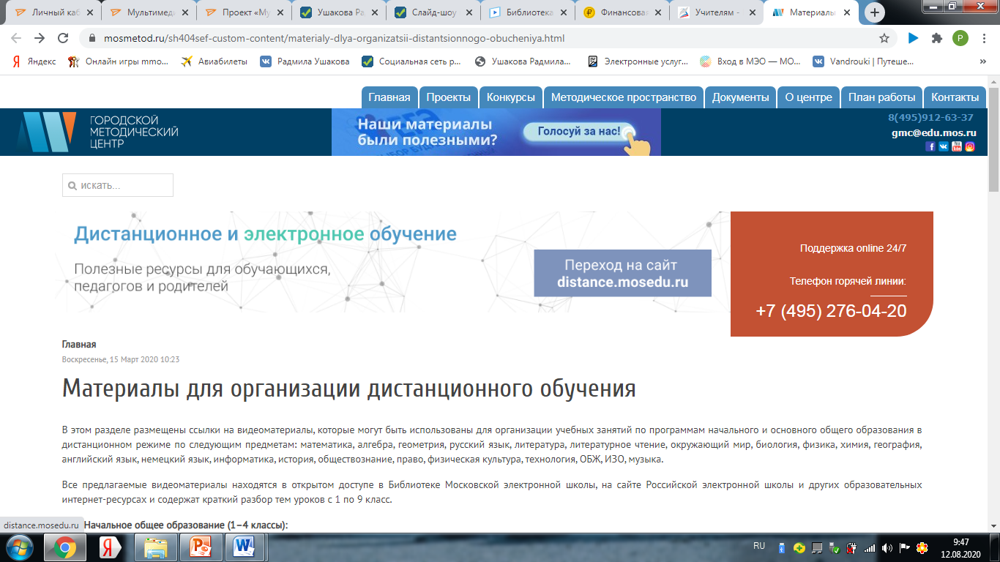 Личный каб
Мультимеди
Проект «Му
Ушакова Ра
Слайд-шоу
Библиотека
Финансовая
Учителям -
Материалы
mosmetod.ru/sh404sef-custom-content/materialy-dlya-organizatsii-distantsionnogo-obucheniya.html
P
Яндекс
Онлайн игры mmo...
Авиабилеты
Радмила Ушакова
Социальная сеть р...
Ушакова Радмила...
Электронные услуг...
Вход в МЭО — МО...
Vandrouki | Путеше...
Главная
Проекты
Конкурсы
Методическое пространство
Документы
О центре
План работы
Контакты
ГОРОДСКОЙ
МЕТОДИЧЕСКИЙ
ЦЕНТР
Наши материалы
были полезными?
Голосуй за нас!
8(495)912-63-37
gmc@edu.mos.ru
искать...
Дистанционное и электронное обучение
Полезные ресурсы для обучающихся,
педагогов и родителей
Переход на сайт
distance.mosedu.ru
Поддержка online 24/7
Телефон горячей линии:
+7 (495) 276-04-20
Главная
Воскресенье, 15 Март 2020 10:23
Материалы для организации дистанционного обучения
В этом разделе размещены ссылки на видеоматериалы, которые могут быть использованы для организации учебных занятий по программам начального и основного общего образования в
дистанционном режиме по следующим предметам: математика, алгебра, геометрия, русский язык, литература, литературное чтение, окружающий мир, биология, физика, химия, география,
английский язык, немецкий язык, информатика, история, обществознание, право, физическая культура, технология, ОБЖ, ИЗО, музыка.
Все предлагаемые видеоматериалы находятся в открытом доступе в Библиотеке Московской электронной школы, на сайте Российской электронной школы и других образовательных
интернет-ресурсах и содержат краткий разбор тем уроков с 1 по 9 класс.
Начальное общее образование (1–4 классы):
distance.mosedu.ru
RU
9:47
12.08.2020